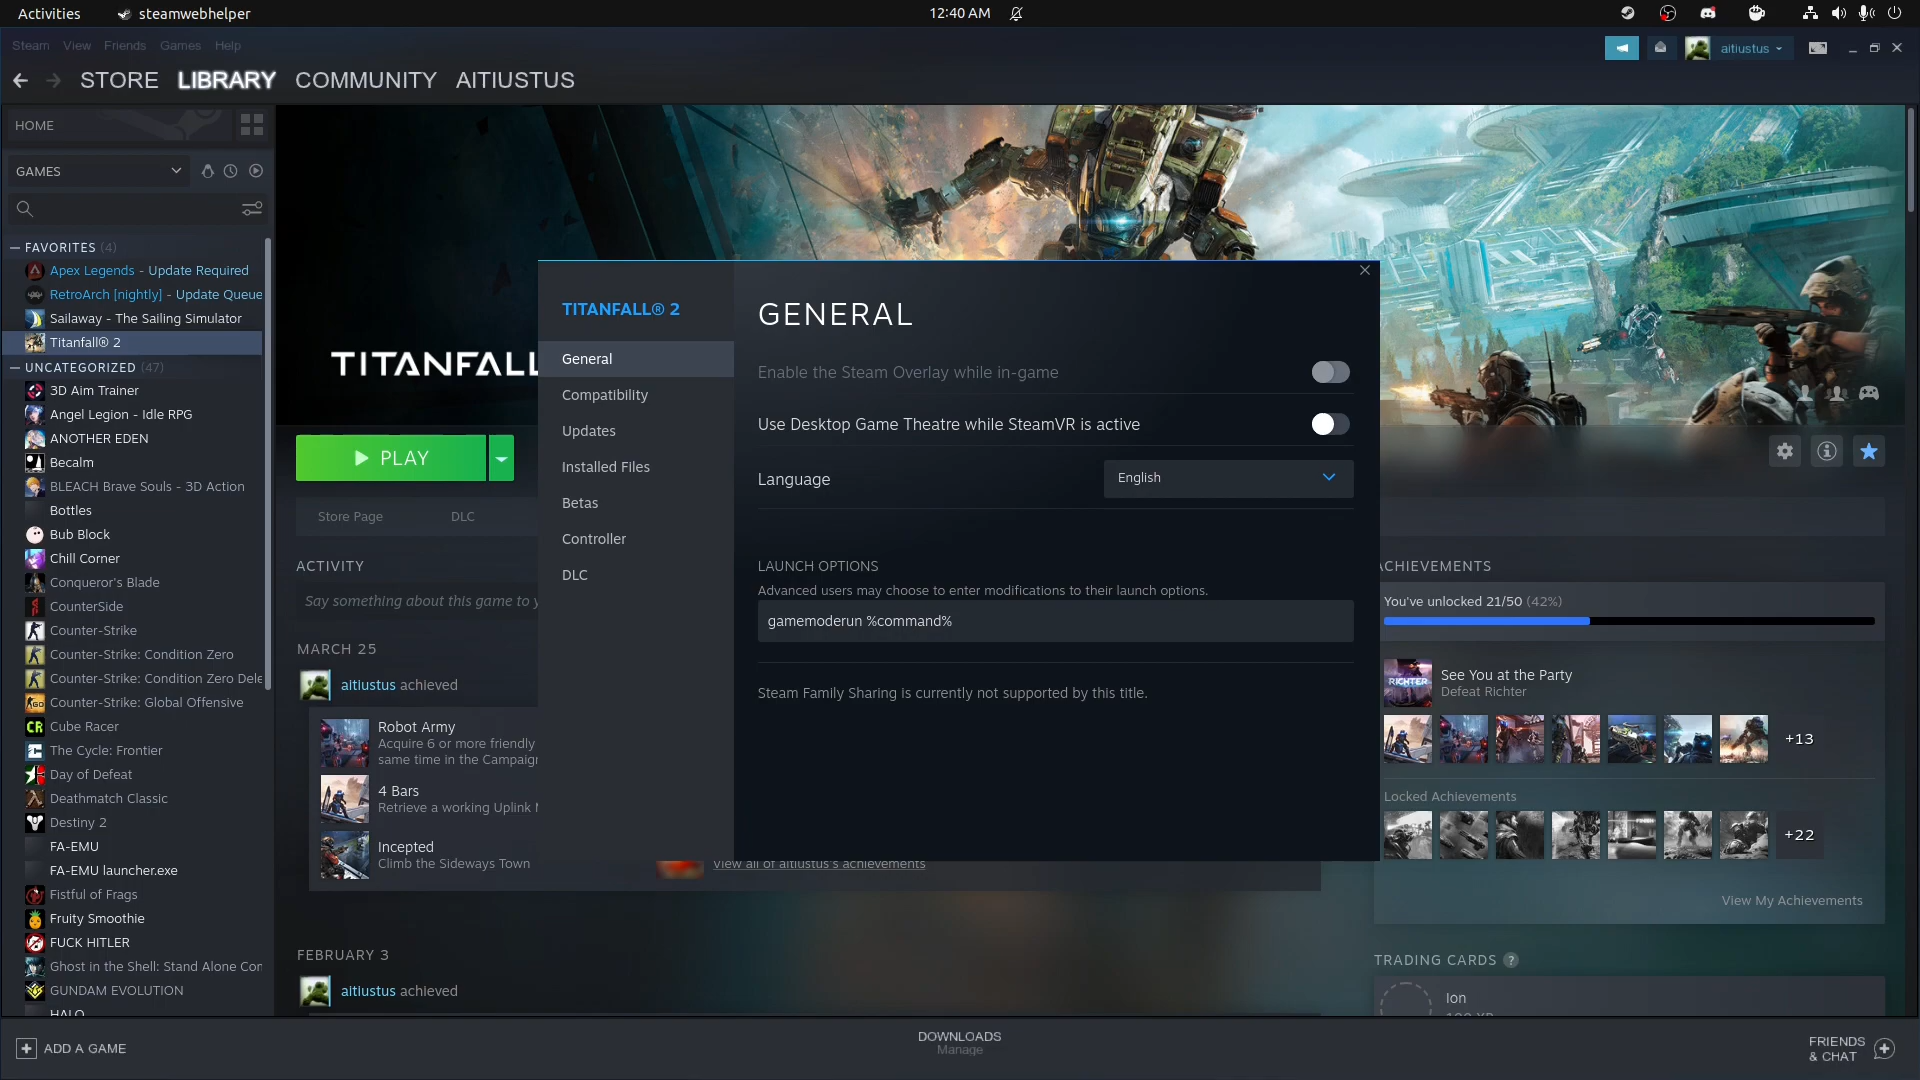 Activities
steamwebhelper
12:40 AM
Steam View Friends Games Help
aitiustus
STORE LIBRARY COMMUNITY AITIUSTUS
HOME
GAMES
FAVORITES (4)
Apex Legends - Update Required
RetroArch [nightly] - Update Queue
Sailaway - The Sailing Simulator
Titanfall® 2
UNCATEGORIZED (47)
3D Aim Trainer
Angel Legion - Idle RPG
ANOTHER EDEN
Becalm
BLEACH Brave Souls - 3D Action
Bottles
Bub Block
Chill Corner
Conqueror's Blade
CounterSide
Counter-Strike
Counter-Strike: Condition Zero
Counter-Strike: Condition Zero Dele
Counter-Strike: Global Offensive
CR
Cube Racer
The Cycle: Frontier
Day of Defeat
Deathmatch Classic
Destiny 2
FA-EMU
FA-EMU launcher.exe
Fistful of Frags
Fruity Smoothie
FUCK HITLER
Ghost in the Shell: Stand Alone Con
GUNDAM EVOLUTION
HALO
ADD A GAME
TITANFALL
PLAY
Store Page
DLC
ACTIVITY
Say something about this game to y
MARCH 25
aitiustus achieved
Robot Army
Acquire 6 or more friendly
same time in the Campaign
4 Bars
Retrieve a working Uplink
Incepted
Climb the Sideways Town
View all of aitiustus's achievements
FEBRUARY 3
aitiustus achieved
TITANFALL® 2
General
Compatibility
Updates
Installed Files
Betas
Controller
DLC
GENERAL
Enable the Steam Overlay while in-game
Use Desktop Game Theatre while SteamVR is active
Language
English
LAUNCH OPTIONS
Advanced users may choose to enter modifications to their launch options.
gamemoderun %command%
Steam Family Sharing is currently not supported by this title.
ACHIEVEMENTS
You've unlocked 21/50 (42%)
RICHTER
See You at the Party
Defeat Richter
+13
Locked Achievements
+22
View My Achievements
TRADING CARDS ?
Ion
100 XP
DOWNLOADS
Manage
FRIENDS
& CHAT